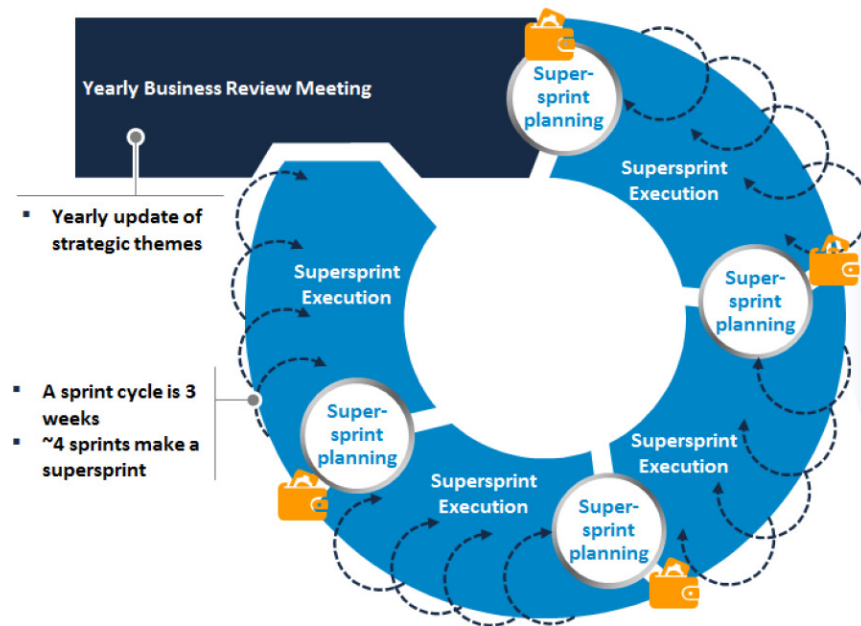 Yearly Business Review Meeting
Super-
sprint
planning
Supersprint
Execution
▪ Yearly update of
strategic themes
Super-
sprint
planning
Supersprint
Execution
▪ A sprint cycle is 3
weeks
▪ ~4 sprints make a
supersprint
Super-
sprint
planning
Supersprint
Execution
Supersprint
Execution
Super-
sprint
planning